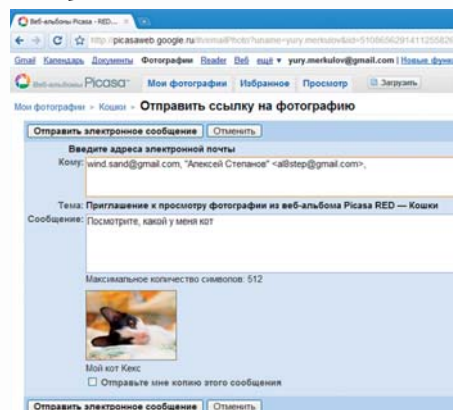 Веб-альбомы Picasa - RED...
http://picasaweb.google.ru
Gmail Календарь Документы Фотографии Reader Веб ещё ▼ yury.merkulov@gmail.com | Новые
Веб-альбомы Picasa™ Мои фотографии Избранное Просмотр Загрузить
Мои фотографии > Кошки > Отправить ссылку на фотографию
Отправить электронное сообщение Отменить
Введите адреса электронной почты
Кому: wind.sand@gmail.com, "Алексей Степанов" <al8step@gmail.com>,
Тема: Приглашение к просмотру фотографии из веб-альбома Picasa RED — Кошки
Сообщение: Посмотрите, какой у меня кот
Максимальное количество символов: 512
Мой кот Кекс
Отправьте мне копию этого сообщения
Отправить электронное сообщение Отменить